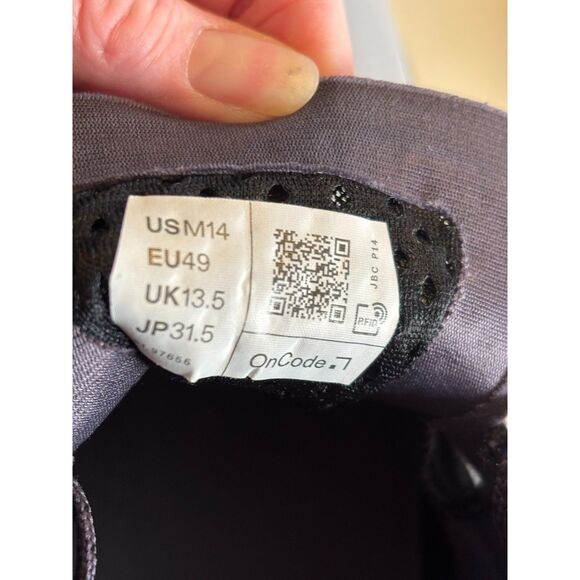 USM14
EU49
UK13.5
JP31.5
JBC P14
RFID
OnCode